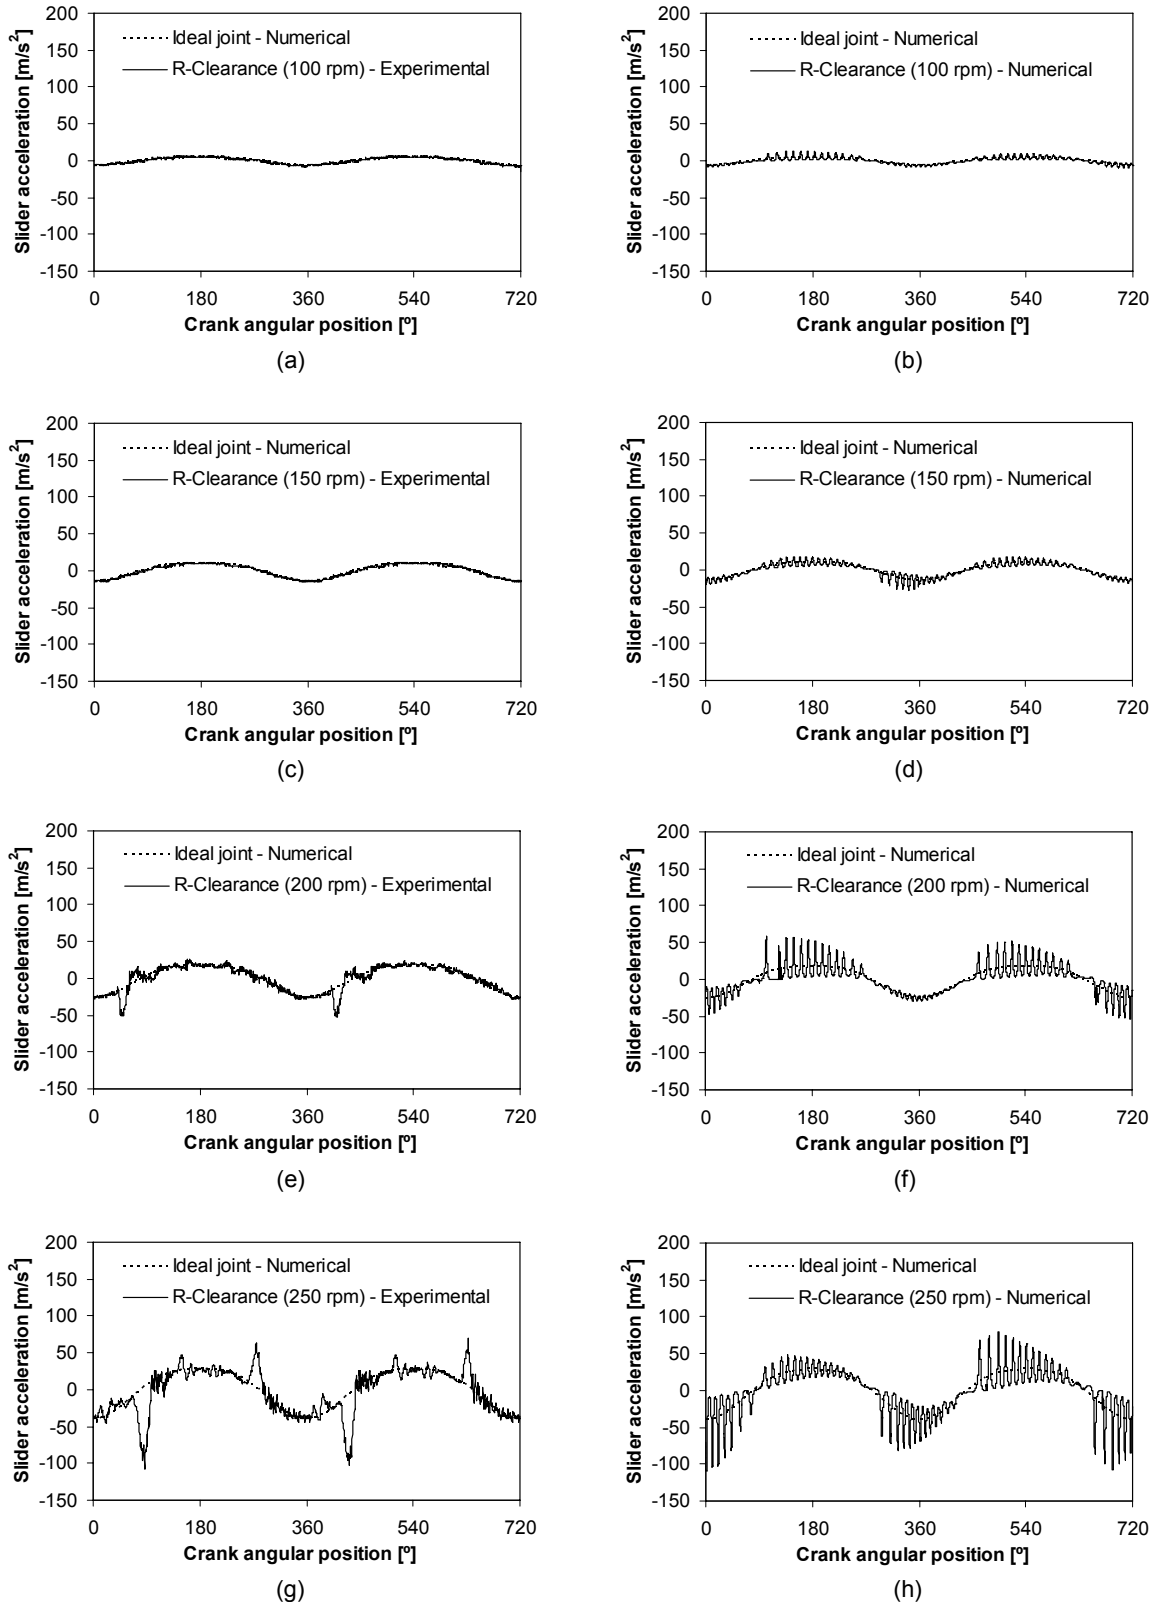 Slider acceleration [m/s²]
200
150
100
50
0
-50
-100
-150
Ideal joint - Numerical
R-Clearance (100 rpm) - Experimental
0 180 360 540 720
Crank angular position [º]
(a)
Slider acceleration [m/s²]
200
150
100
50
0
-50
-100
-150
Ideal joint - Numerical
R-Clearance (100 rpm) - Numerical
0 180 360 540 720
Crank angular position [º]
(b)
Slider acceleration [m/s²]
200
150
100
50
0
-50
-100
-150
Ideal joint - Numerical
R-Clearance (150 rpm) - Experimental
0 180 360 540 720
Crank angular position [º]
(c)
Slider acceleration [m/s²]
200
150
100
50
0
-50
-100
-150
Ideal joint - Numerical
R-Clearance (150 rpm) - Numerical
0 180 360 540 720
Crank angular position [º]
(d)
Slider acceleration [m/s²]
200
150
100
50
0
-50
-100
-150
Ideal joint - Numerical
R-Clearance (200 rpm) - Experimental
0 180 360 540 720
Crank angular position [º]
(e)
Slider acceleration [m/s²]
200
150
100
50
0
-50
-100
-150
Ideal joint - Numerical
R-Clearance (200 rpm) - Numerical
0 180 360 540 720
Crank angular position [º]
(f)
Slider acceleration [m/s²]
200
150
100
50
0
-50
-100
-150
Ideal joint - Numerical
R-Clearance (250 rpm) - Experimental
0 180 360 540 720
Crank angular position [º]
(g)
Slider acceleration [m/s²]
200
150
100
50
0
-50
-100
-150
Ideal joint - Numerical
R-Clearance (250 rpm) - Numerical
0 180 360 540 720
Crank angular position [º]
(h)